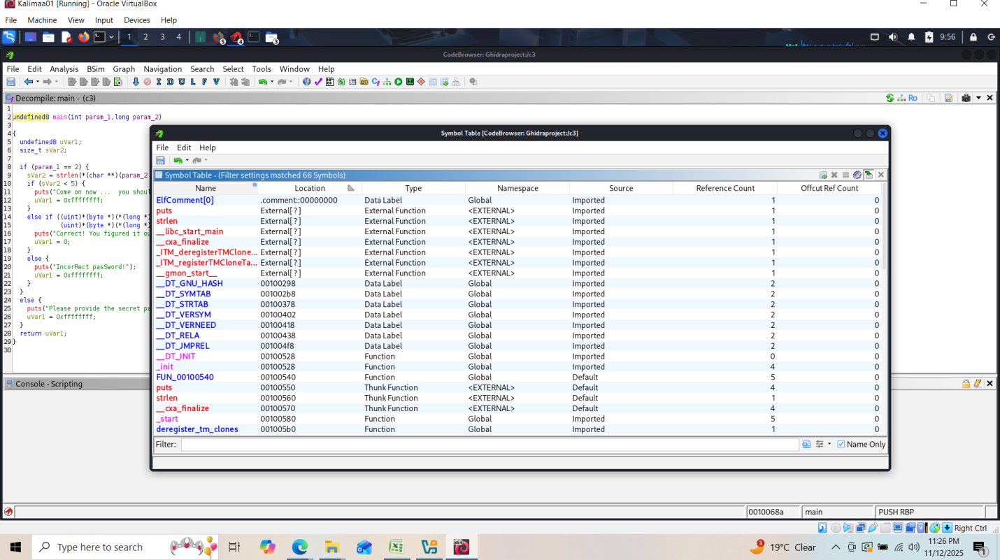 Kalimaa01 [Running] - Oracle VirtualBox
File Machine View Input Devices Help
1 2 3 4 5 4 3 9:56
CodeBrowser: Ghidraproject:/c3
File Edit Analysis BSim Graph Navigation Search Select Tools Window Help
I D U L F V
Decompile: main - (c3)
Ro
1
2 undefined8 main(int param_1,long param_2)
3
4 {
5 undefined8 uVar1;
6 size_t sVar2;
7
8 if (param_1 == 2) {
9 sVar2 = strlen(*(char **)(param_2
10 if (sVar2 < 5) {
11 puts("Come on now ... you shou
12 uVar1 = 0xffffffff;
13 }
14 else if ((uint)*(byte *)(*(long *)
15 (uint)*(byte *)(*(long *)
16 puts("Correct! You figured it ou
17 uVar1 = 0;
18 }
19 else {
20 puts("IncorRect pasSword!");
21 uVar1 = 0xffffffff;
22 }
23 }
24 else {
25 puts("Please provide the secret pa
26 uVar1 = 0xffffffff;
27 }
28 return uVar1;
29 }
30
Symbol Table [CodeBrowser: Ghidraproject:/c3]
File Edit Help
Symbol Table - (Filter settings matched 66 Symbols)
Name Location Type Namespace Source Reference Count Offcut Ref Count
ElfComment[0] .comment::00000000 Data Label Global Imported 1 0
puts External[?] External Function <EXTERNAL> Imported 1 0
strlen External[?] External Function <EXTERNAL> Imported 1 0
__libc_start_main External[?] External Function <EXTERNAL> Imported 1 0
__cxa_finalize External[?] External Function <EXTERNAL> Imported 1 0
_ITM_deregisterTMClone... External[?] External Function <EXTERNAL> Imported 1 0
_ITM_registerTMCloneTa... External[?] External Function <EXTERNAL> Imported 1 0
__gmon_start__ External[?] External Function <EXTERNAL> Imported 1 0
__DT_GNU_HASH 00100298 Data Label Global Imported 2 0
__DT_SYMTAB 001002b8 Data Label Global Imported 2 0
__DT_STRTAB 00100378 Data Label Global Imported 2 0
__DT_VERSYM 00100402 Data Label Global Imported 2 0
__DT_VERNEED 00100418 Data Label Global Imported 2 0
__DT_RELA 00100438 Data Label Global Imported 2 0
__DT_JMPREL 001004f8 Data Label Global Imported 2 0
__DT_INIT 00100528 Function Global Imported 0 0
_init 00100528 Function Global Imported 4 0
FUN_00100540 00100540 Function Global Default 5 0
puts 00100550 Thunk Function <EXTERNAL> Default 4 0
strlen 00100560 Thunk Function <EXTERNAL> Default 1 0
__cxa_finalize 00100570 Thunk Function <EXTERNAL> Default 4 0
_start 00100580 Function Global Imported 5 0
deregister_tm_clones 001005b0 Function Global Imported 1 0
Filter: Name Only
Console - Scripting
0010068a main PUSH RBP
Right Ctrl
Type here to search
3 19°C Clear
11:26 PM
11/12/2025
1